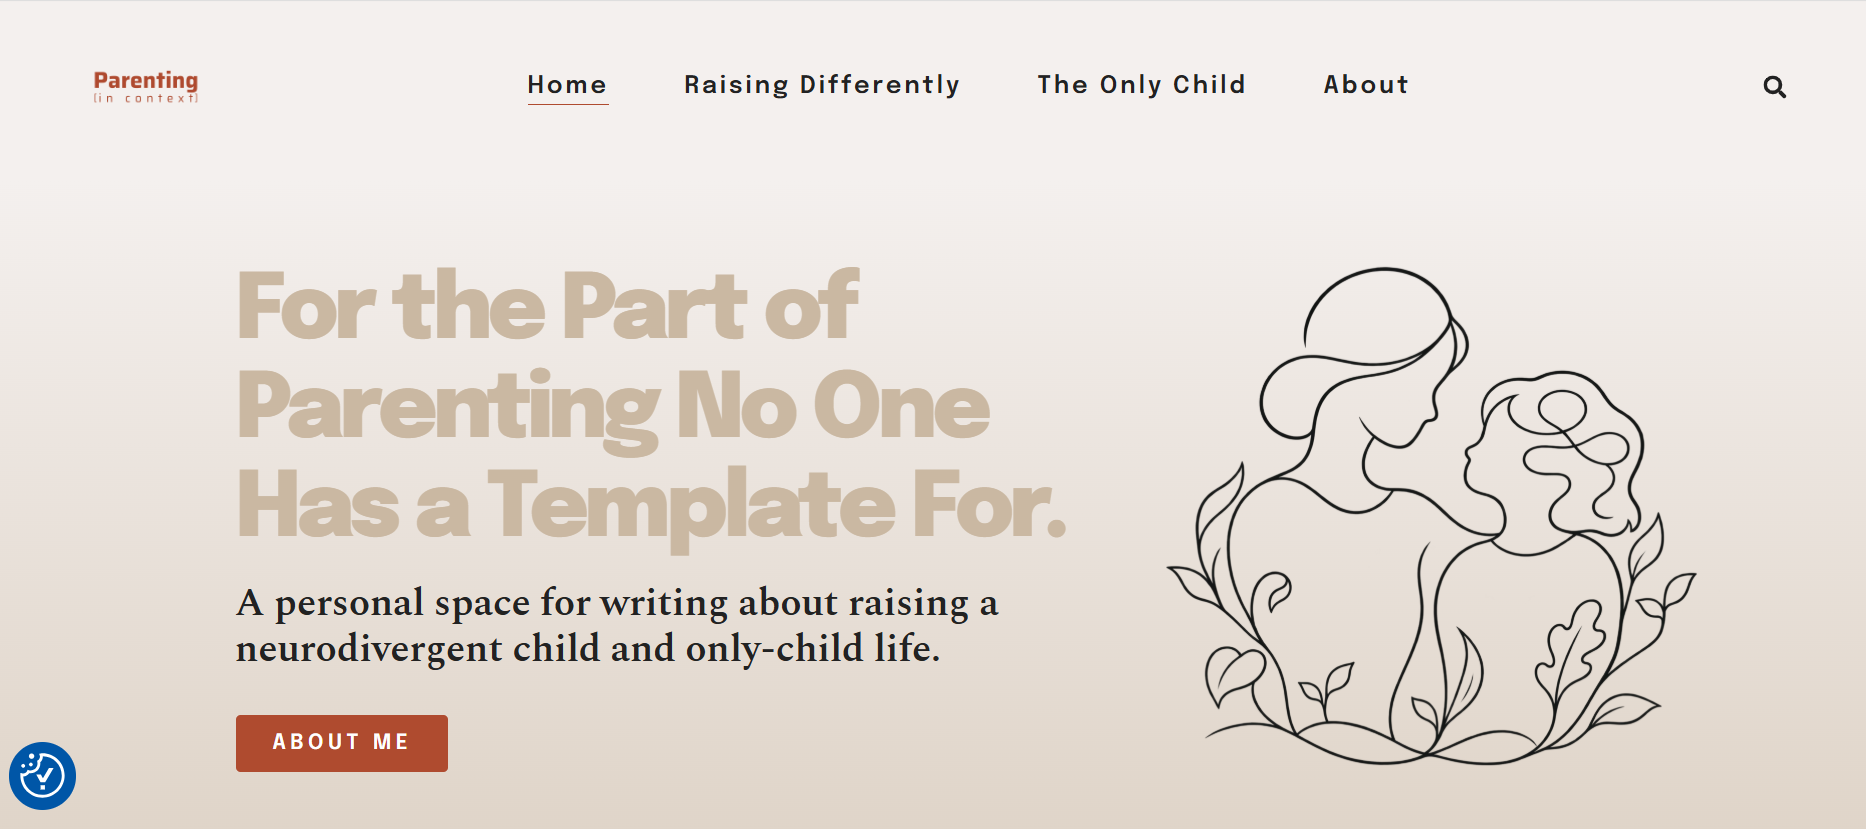 Parenting
(in context)
Home
Raising Differently
The Only Child
About
For the Part of
Parenting No One
Has a Template For.
A personal space for writing about raising a
neurodivergent child and only-child life.
ABOUT ME